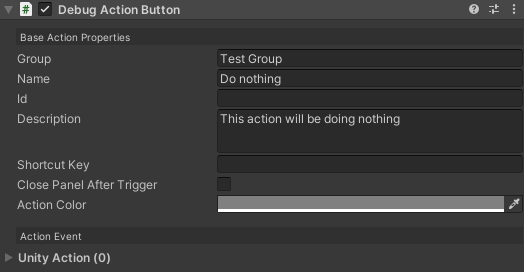 Debug Action Button
Base Action Properties
Group Test Group
Name Do nothing
Id
Description This action will be doing nothing
Shortcut Key
Close Panel After Trigger
Action Color
Action Event
Unity Action (0)